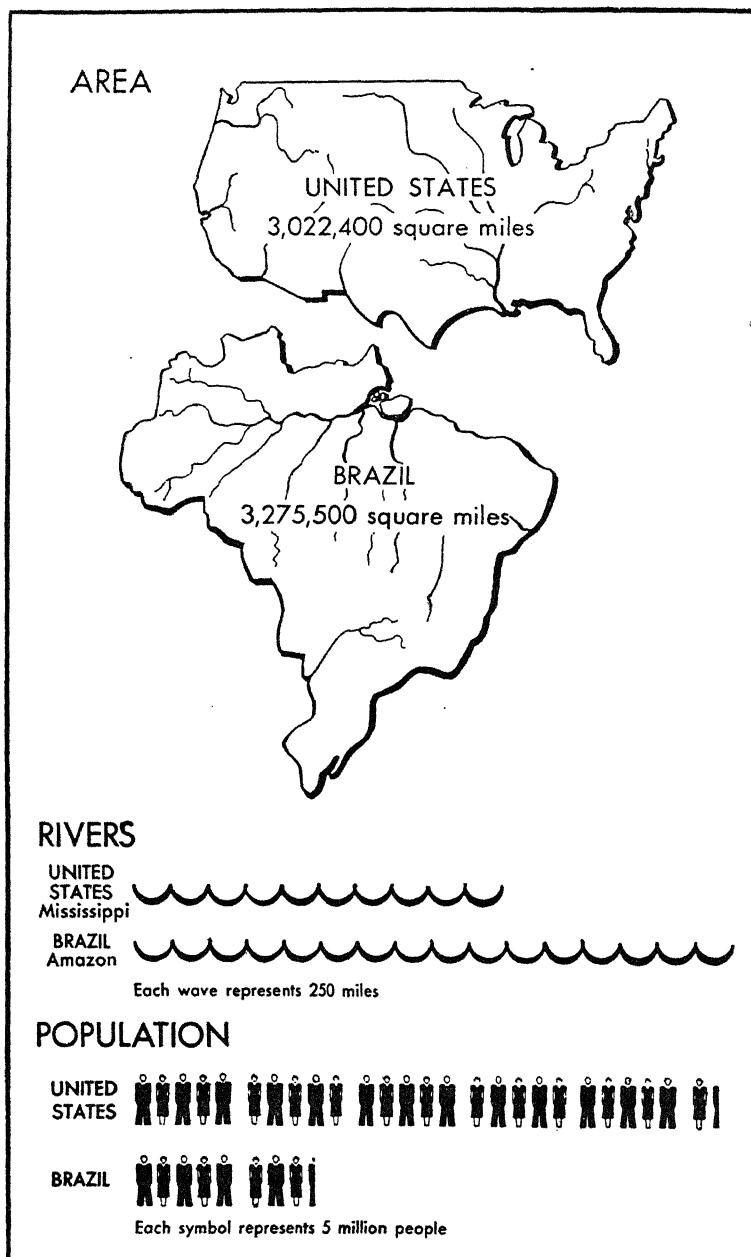 AREA
UNITED STATES
3,022,400 square miles
BRAZIL
3,275,500 square miles
RIVERS
UNITED
STATES
Mississippi
BRAZIL
Amazon
Each wave represents 250 miles
POPULATION
UNITED
STATES
BRAZIL
Each symbol represents 5 million people